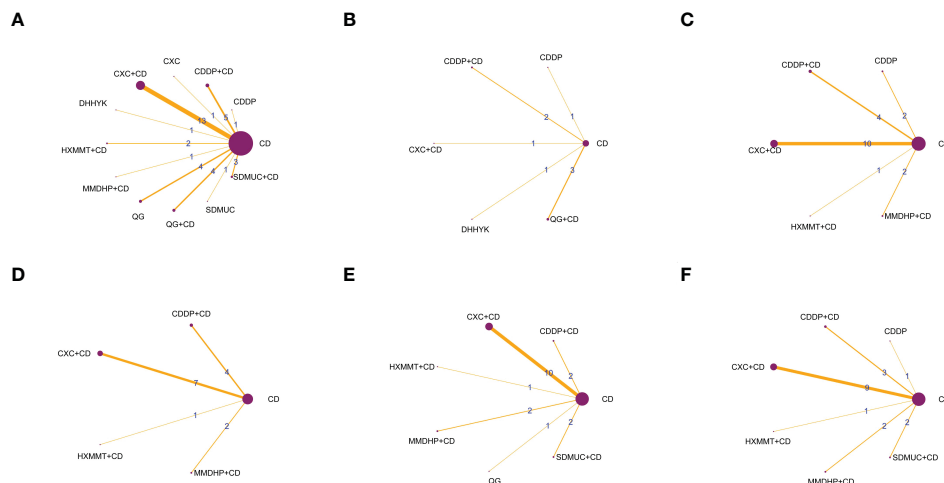 A
CXC
CXC+CD
CDDP+CD
DHHYK
CDDP
1
5
13
1
1
CD
HXMMT+CD
2
1
3
4
1
4
MMDHP+CD
SDMUC+CD
QG
SDMUC
QG+CD
B
CDDP+CD
CDDP
2
1
CXC+CD
1
1
3
DHHYK
QG+CD
C
CDDP+CD
CDDP
4
2
CXC+CD
10
C
1
2
HXMMT+CD
MMDHP+CD
D
CDDP+CD
CXC+CD
4
7
CD
1
2
HXMMT+CD
MMDHP+CD
E
CXC+CD
CDDP+CD
HXMMT+CD
10
2
1
CD
2
1
2
MMDHP+CD
SDMUC+CD
QG
F
CDDP+CD
CDDP
CXC+CD
3
1
9
C
1
2
2
HXMMT+CD
SDMUC+CD
MMDHP+CD